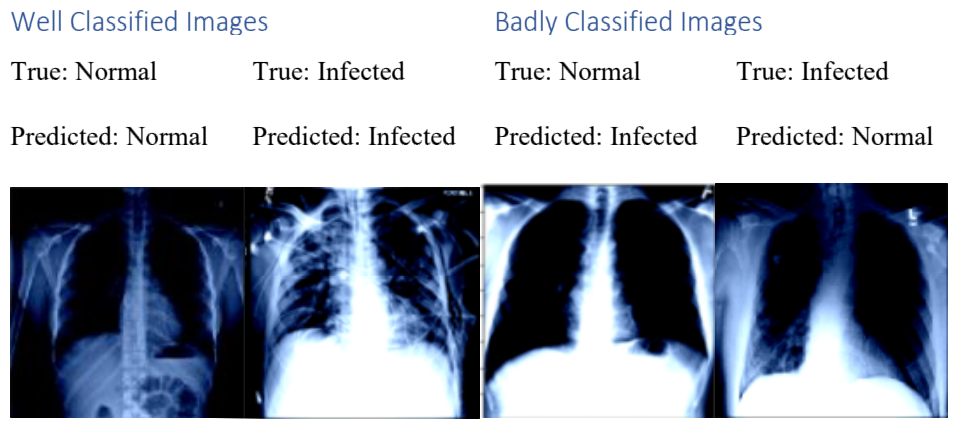 Well Classified Images
Badly Classified Images
True: Normal
True: Infected
True: Normal
True: Infected
Predicted: Normal
Predicted: Infected
Predicted: Infected
Predicted: Normal
L